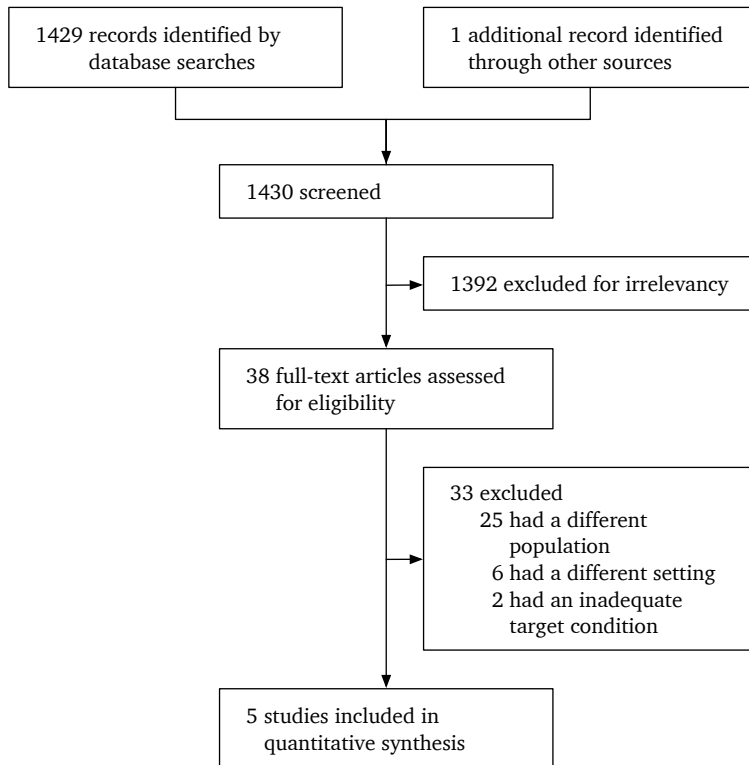 1429 records identified by
database searches
1 additional record identified
through other sources
1430 screened
1392 excluded for irrelevancy
38 full-text articles assessed
for eligibility
33 excluded
25 had a different
population
6 had a different setting
2 had an inadequate
target condition
5 studies included in
quantitative synthesis